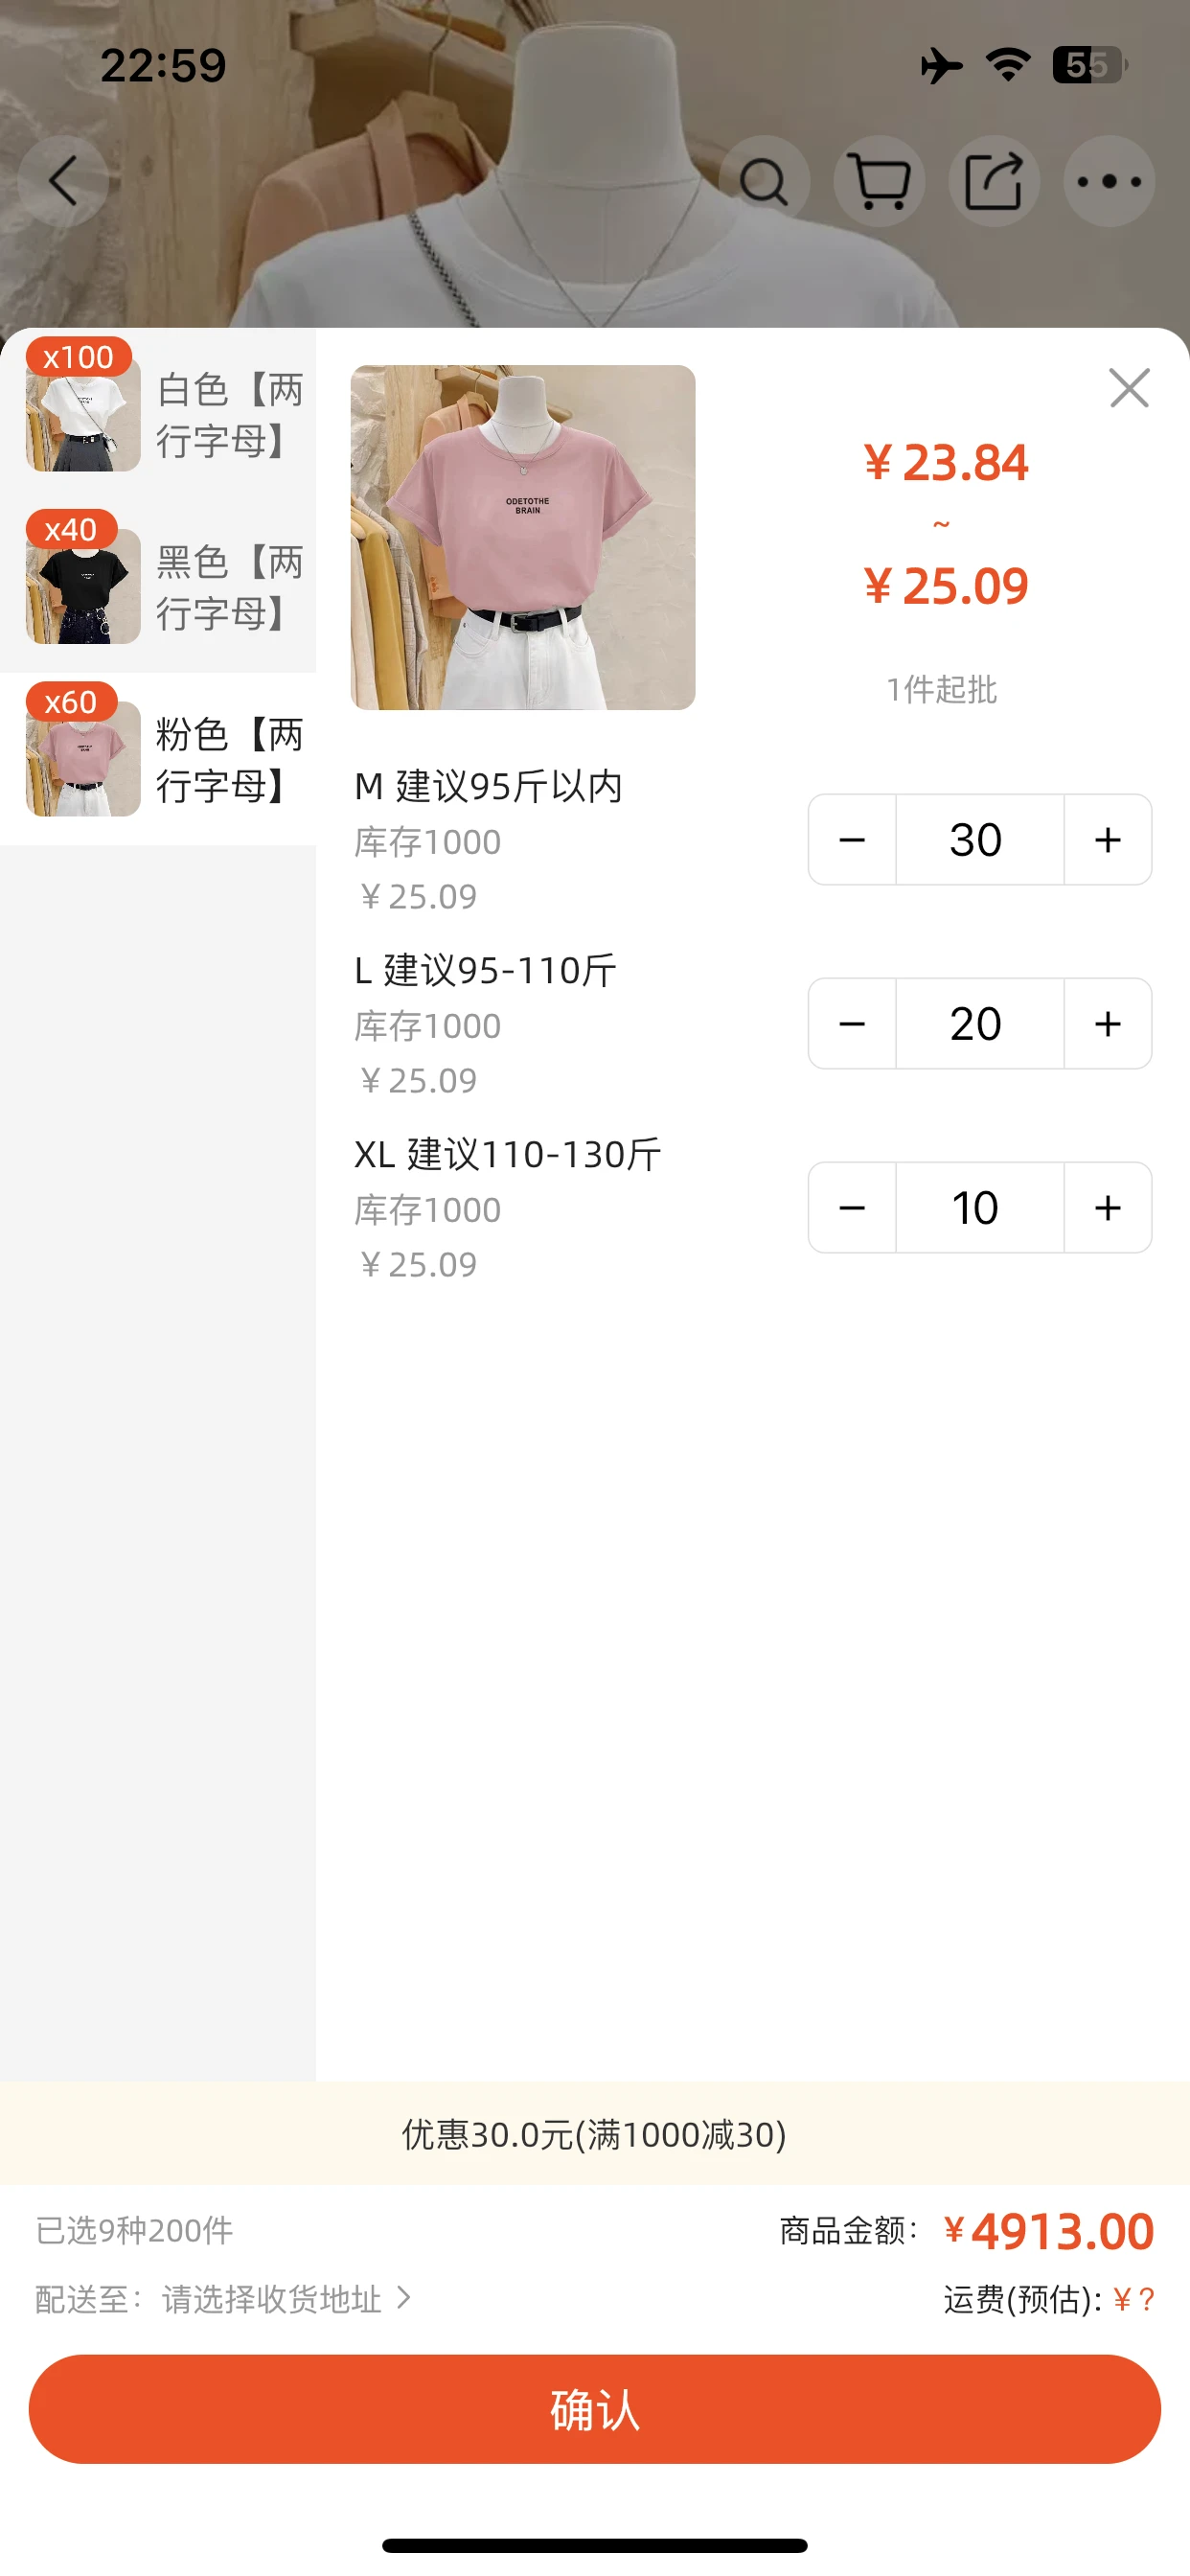 22:59
55
x100
白色【两
行字母】
x40
黑色【两
行字母】
x60
粉色【两
行字母】
ODETOTHE
BRAIN
¥23.84
~
¥25.09
1件起批
M 建议95斤以内
库存1000
¥25.09
− 30 +
L 建议95-110斤
库存1000
¥25.09
− 20 +
XL 建议110-130斤
库存1000
¥25.09
− 10 +
优惠30.0元(满1000减30)
已选9种200件
商品金额：¥4913.00
配送至：请选择收货地址 >
运费(预估):¥?
确认